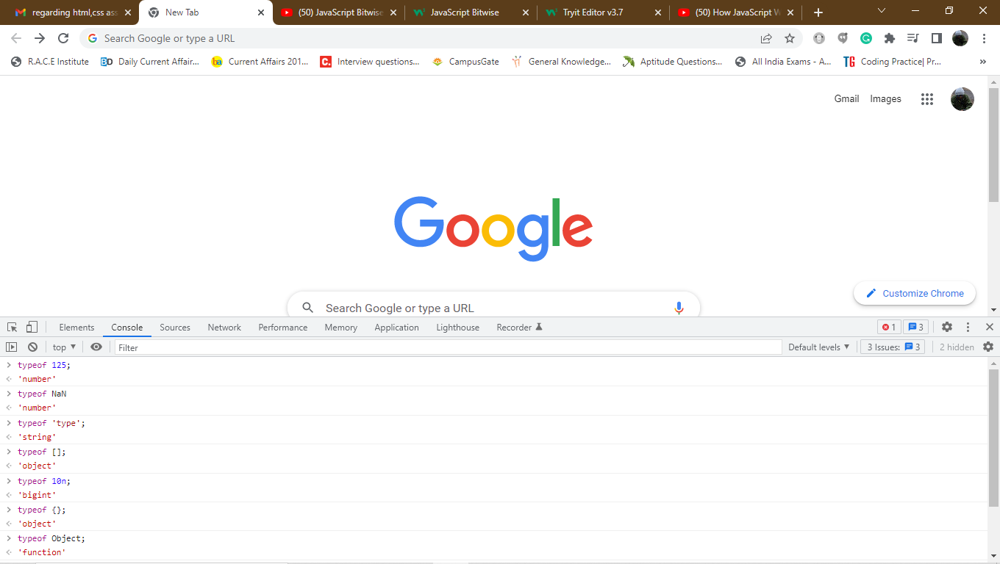 regarding html,css ass
New Tab
(50) JavaScript Bitwise
JavaScript Bitwise
Tryit Editor v3.7
(50) How JavaScript W
Search Google or type a URL
R.A.C.E Institute
BD Daily Current Affair...
ba Current Affairs 201...
C. Interview questions...
CampusGate
General Knowledge...
Aptitude Questions...
All India Exams - A...
TG Coding Practice| Pr...
»
Gmail Images
Google
Search Google or type a URL
Customize Chrome
Elements Console Sources Network Performance Memory Application Lighthouse Recorder 1 3
top Filter Default levels 3 Issues: 3 2 hidden
> typeof 125;
'number'
> typeof NaN
'number'
> typeof 'type';
'string'
> typeof [];
'object'
> typeof 10n;
'bigint'
> typeof {};
'object'
> typeof Object;
'function'